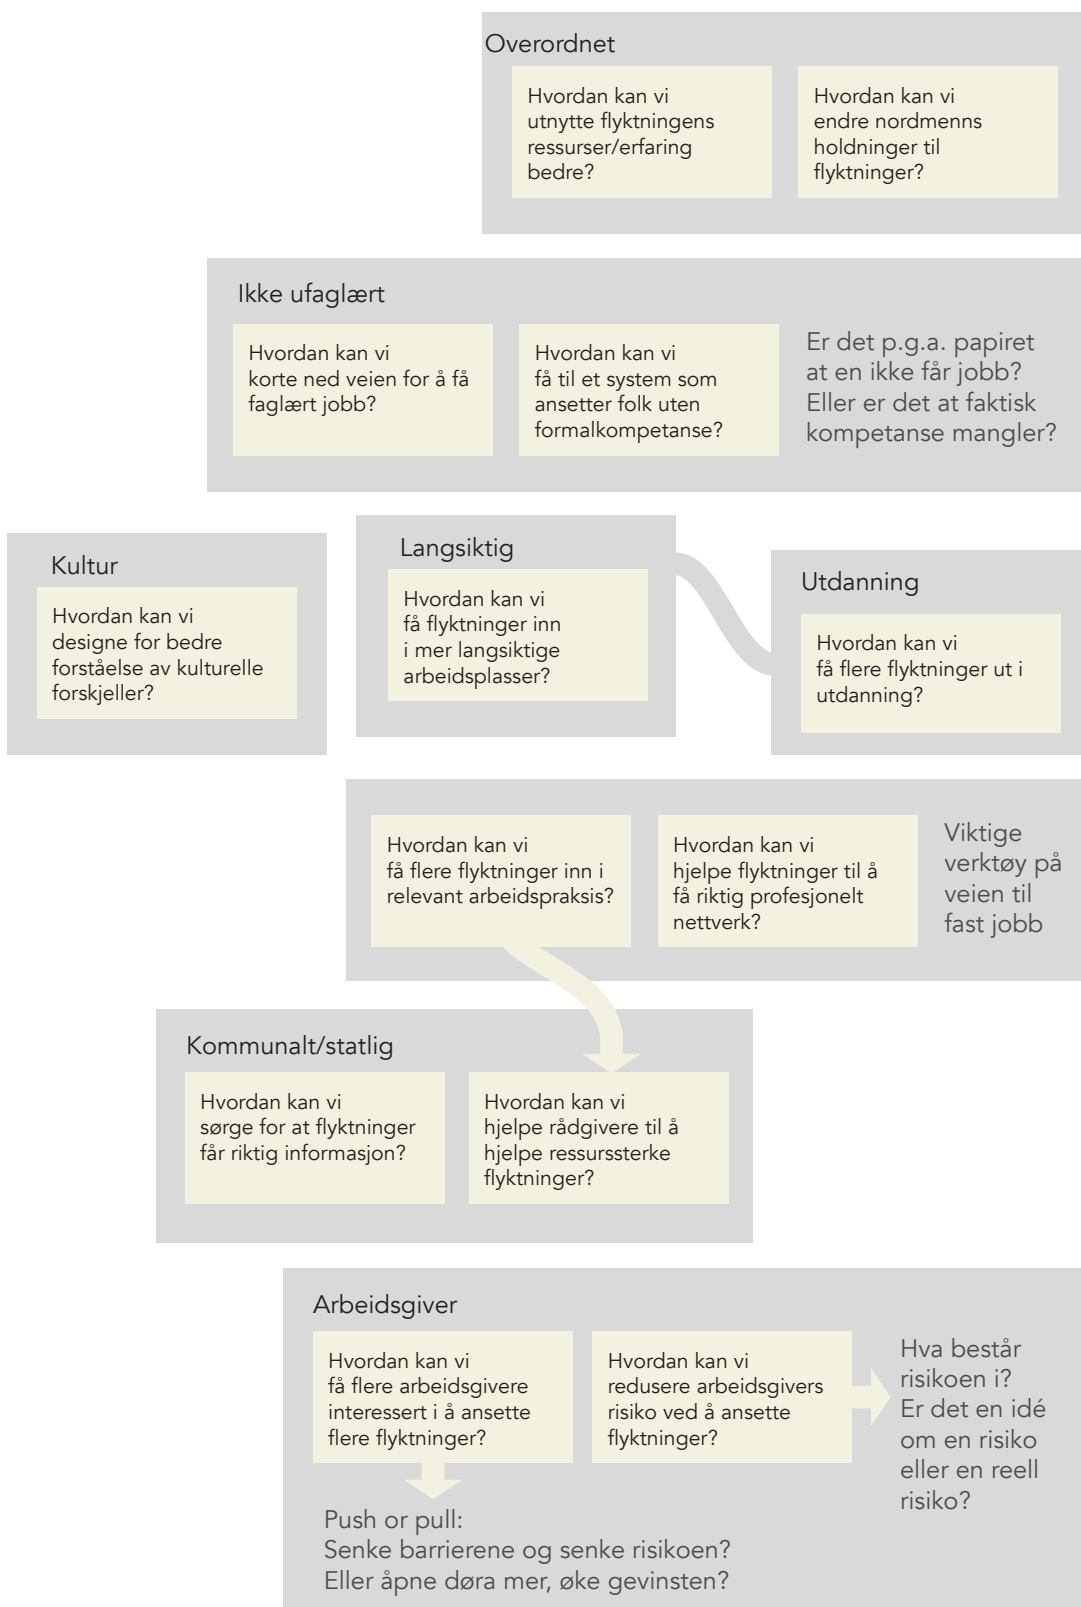 Overordnet
Hvordan kan vi
utnytte flyktningens
ressurser/erfaring
bedre?
Hvordan kan vi
endre nordmenns
holdninger til
flyktninger?
Ikke ufaglært
Hvordan kan vi
korte ned veien for å få
faglært jobb?
Hvordan kan vi
få til et system som
ansetter folk uten
formalkompetanse?
Er det p.g.a. papiret
at en ikke får jobb?
Eller er det at faktisk
kompetanse mangler?
Kultur
Hvordan kan vi
designe for bedre
forståelse av kulturelle
forskjeller?
Langsiktig
Hvordan kan vi
få flyktninger inn
i mer langsiktige
arbeidsplasser?
Utdanning
Hvordan kan vi
få flere flyktninger ut i
utdanning?
Hvordan kan vi
få flere flyktninger inn i
relevant arbeidspraksis?
Hvordan kan vi
hjelpe flyktninger til å
få riktig profesjonelt
nettverk?
Viktige
verktøy på
veien til
fast jobb
Kommunalt/statlig
Hvordan kan vi
sørge for at flyktninger
får riktig informasjon?
Hvordan kan vi
hjelpe rådgivere til å
hjelpe ressurssterke
flyktninger?
Arbeidsgiver
Hvordan kan vi
få flere arbeidsgivere
interessert i å ansette
flere flyktninger?
Hvordan kan vi
redusere arbeidsgivers
risiko ved å ansette
flyktninger?
Hva består
risikoen i?
Er det en idé
om en risiko
eller en reell
risiko?
Push or pull:
Senke barrierene og senke risikoen?
Eller åpne døra mer, øke gevinsten?